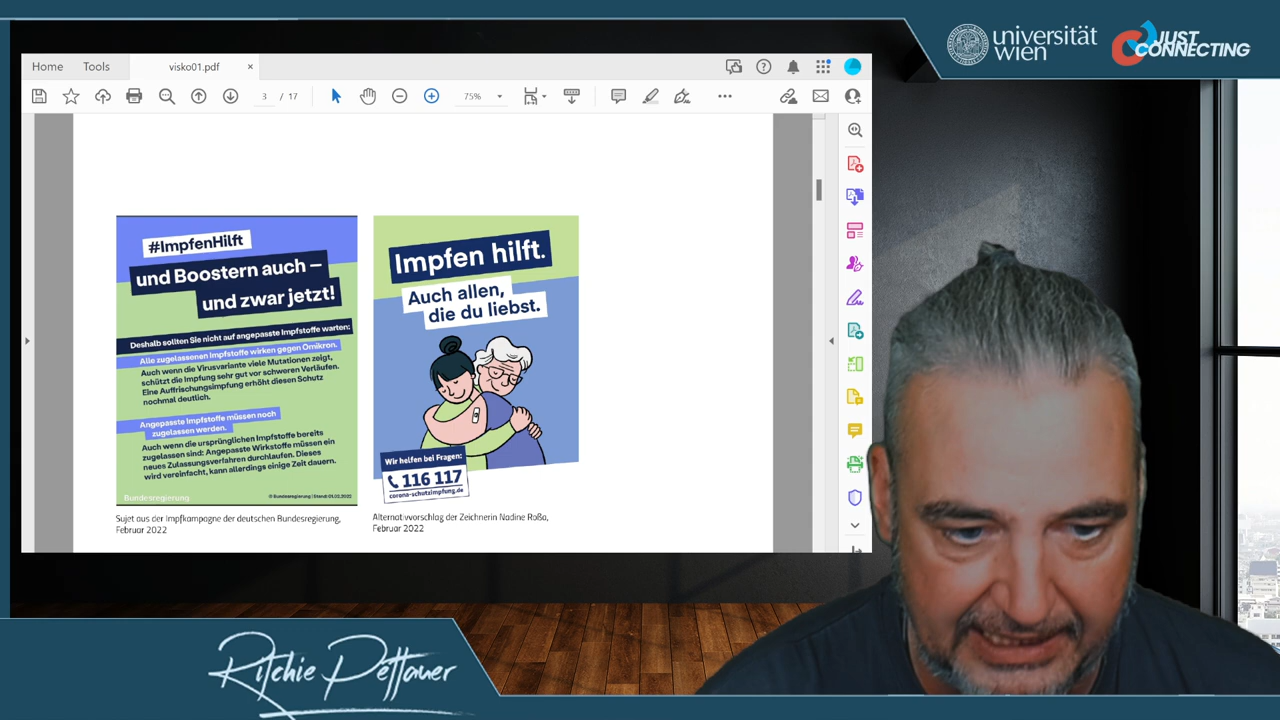 universität
wien
JUST
CONNECTING
Home
Tools
visko01.pdf
3 / 17
75%
#ImpfenHilft
und Boostern auch –
und zwar jetzt!
Deshalb sollten Sie nicht auf angepasste Impfstoffe warten:
Alle zugelassenen Impfstoffe wirken gegen Omikron.
Auch wenn die Virusvariante viele Mutationen zeigt,
schützt die Impfung sehr gut vor schweren Verläufen.
Eine Auffrischungsimpfung erhöht diesen Schutz
nochmal deutlich.
Angepasste Impfstoffe müssen noch
zugelassen werden.
Auch wenn die ursprünglichen Impfstoffe bereits
zugelassen sind: Angepasste Wirkstoffe müssen ein
neues Zulassungsverfahren durchlaufen. Dieses
wird vereinfacht, kann allerdings einige Zeit dauern.
Bundesregierung
© Bundesregierung | Stand: 01.02.2022
Sujet aus der Impfkampagne der deutschen Bundesregierung,
Februar 2022
Impfen hilft.
Auch allen,
die du liebst.
Wir helfen bei Fragen:
116 117
corona-schutzimpfung.de
Alternativvorschlag der Zeichnerin Nadine Roßa,
Februar 2022
Ritchie Pettauer